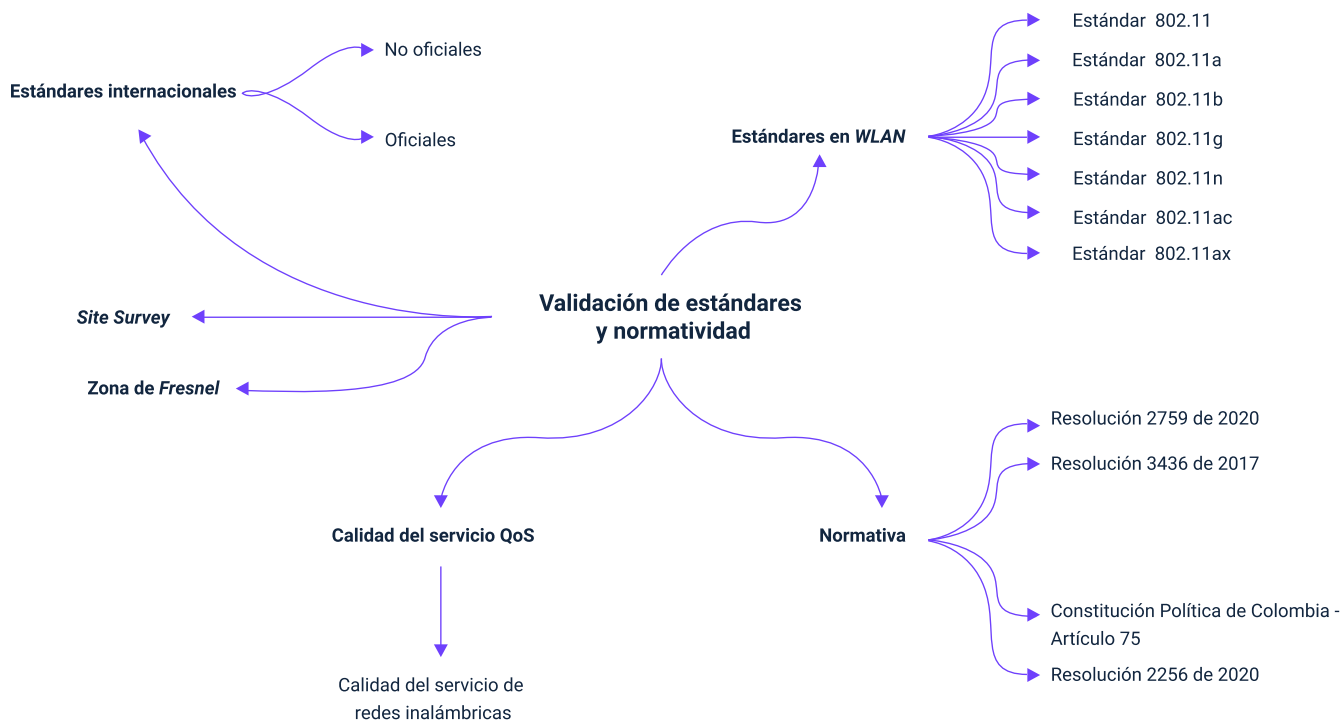 Estándares internacionales
No oficiales
Oficiales
Site Survey
Zona de Fresnel
Validación de estándares
y normatividad
Estándares en WLAN
Estándar 802.11
Estándar 802.11a
Estándar 802.11b
Estándar 802.11g
Estándar 802.11n
Estándar 802.11ac
Estándar 802.11ax
Calidad del servicio QoS
Calidad del servicio de
redes inalámbricas
Normativa
Resolución 2759 de 2020
Resolución 3436 de 2017
Constitución Política de Colombia -
Artículo 75
Resolución 2256 de 2020